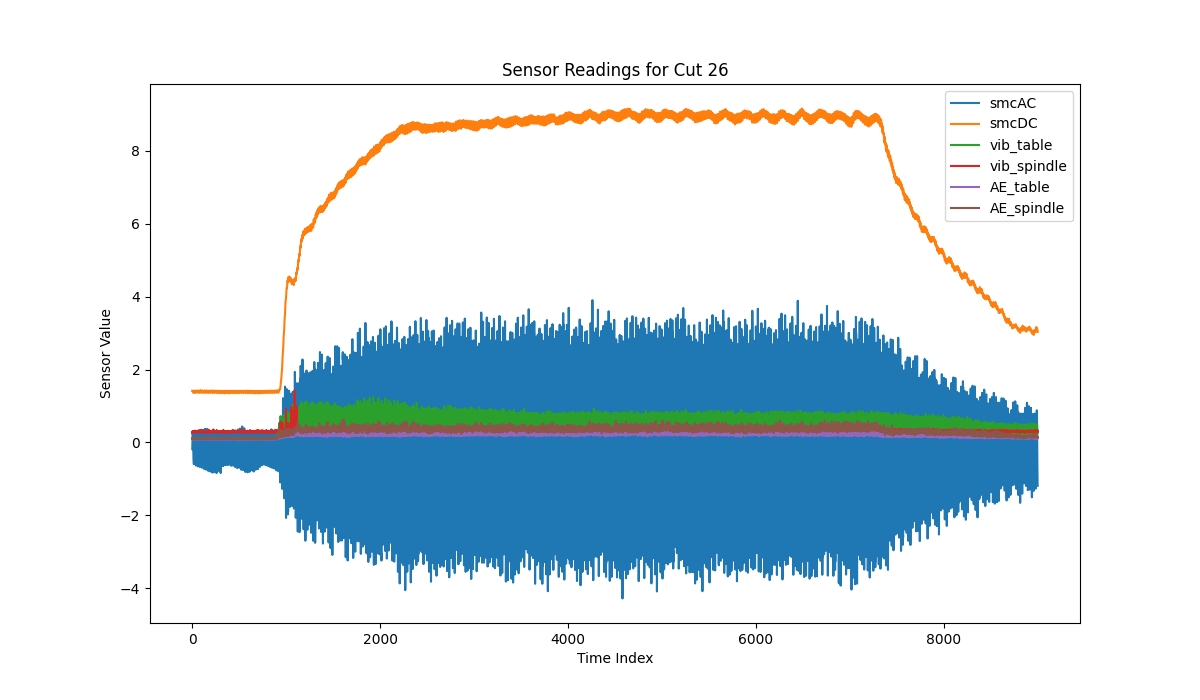 Sensor Readings for Cut 26
smcAC
smcDC
vib_table
vib_spindle
AE_table
AE_spindle
8
6
4
2
0
−2
−4
Sensor Value
0 2000 4000 6000 8000
Time Index